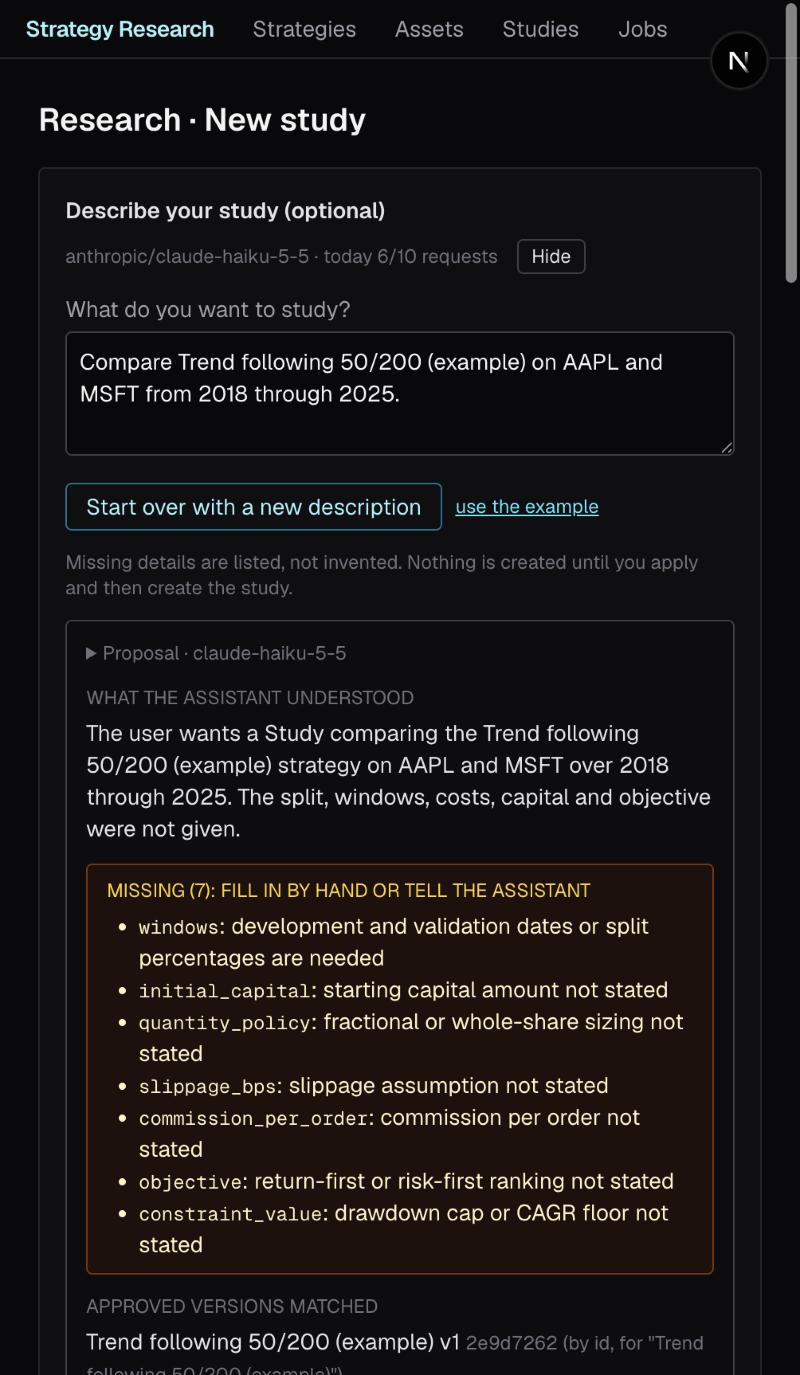 Strategy Research Strategies Assets Studies Jobs
N
Research · New study
Describe your study (optional)
anthropic/claude-haiku-5-5 · today 6/10 requests Hide
What do you want to study?
Compare Trend following 50/200 (example) on AAPL and
MSFT from 2018 through 2025.
Start over with a new description use the example
Missing details are listed, not invented. Nothing is created until you apply
and then create the study.
▶ Proposal · claude-haiku-5-5
WHAT THE ASSISTANT UNDERSTOOD
The user wants a Study comparing the Trend following
50/200 (example) strategy on AAPL and MSFT over 2018
through 2025. The split, windows, costs, capital and objective
were not given.
MISSING (7): FILL IN BY HAND OR TELL THE ASSISTANT
• windows: development and validation dates or split
percentages are needed
• initial_capital: starting capital amount not stated
• quantity_policy: fractional or whole-share sizing not
stated
• slippage_bps: slippage assumption not stated
• commission_per_order: commission per order not
stated
• objective: return-first or risk-first ranking not stated
• constraint_value: drawdown cap or CAGR floor not
stated
APPROVED VERSIONS MATCHED
Trend following 50/200 (example) v1 2e9d7262 (by id, for "Trend
following 50/200 (example)")